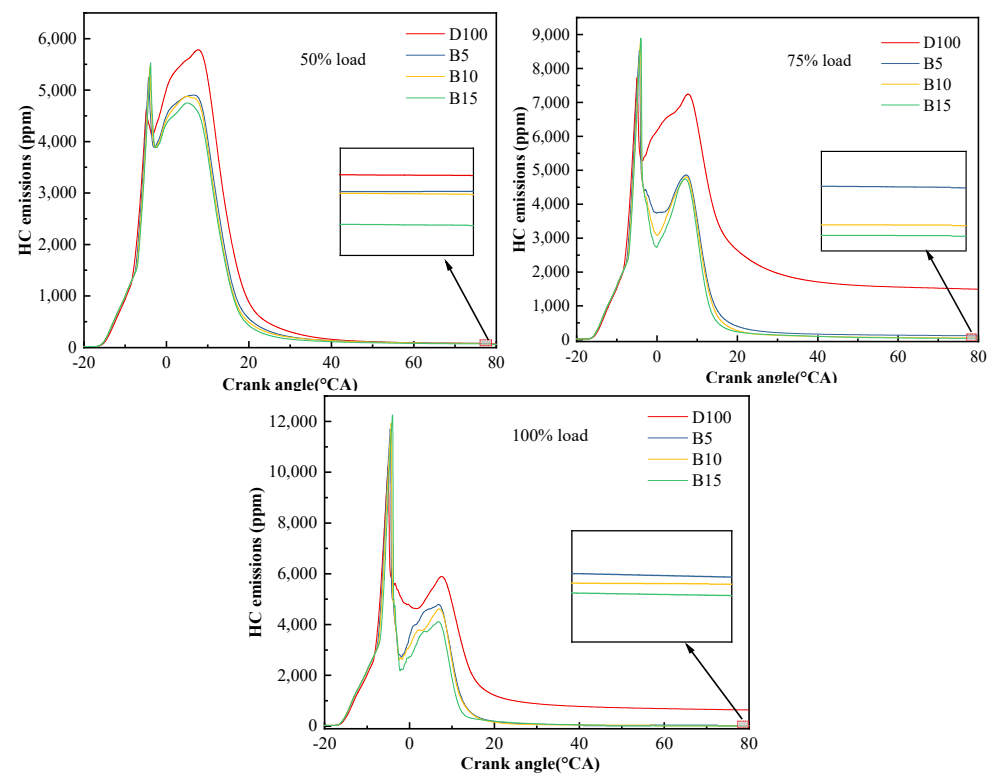 HC emissions (ppm)
6,000
5,000
4,000
3,000
2,000
1,000
0
-20
0
20
40
60
80
Crank angle(°CA)
50% load
D100
B5
B10
B15
HC emissions (ppm)
9,000
8,000
7,000
6,000
5,000
4,000
3,000
2,000
1,000
0
-20
0
20
40
60
80
Crank angle(°CA)
75% load
D100
B5
B10
B15
HC emissions (ppm)
12,000
10,000
8,000
6,000
4,000
2,000
0
-20
0
20
40
60
80
Crank angle(°CA)
100% load
D100
B5
B10
B15